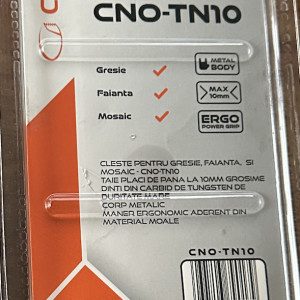 CNO-TN10
Gresie
Faianta
Mosaic
METAL
BODY
MAX
10mm
ERGO
POWER GRIP
CLESTE PENTRU GRESIE, FAIANTA, SI
MOSAIC - CNO-TN10
TAIE PLACI DE PANA LA 10MM GROSIME
DINTI DIN CARBID DE TUNGSTEN DE
DURITATE MARE
CORP METALIC
MANER ERGONOMIC ADERENT DIN
MATERIAL MOALE
CNO-TN10